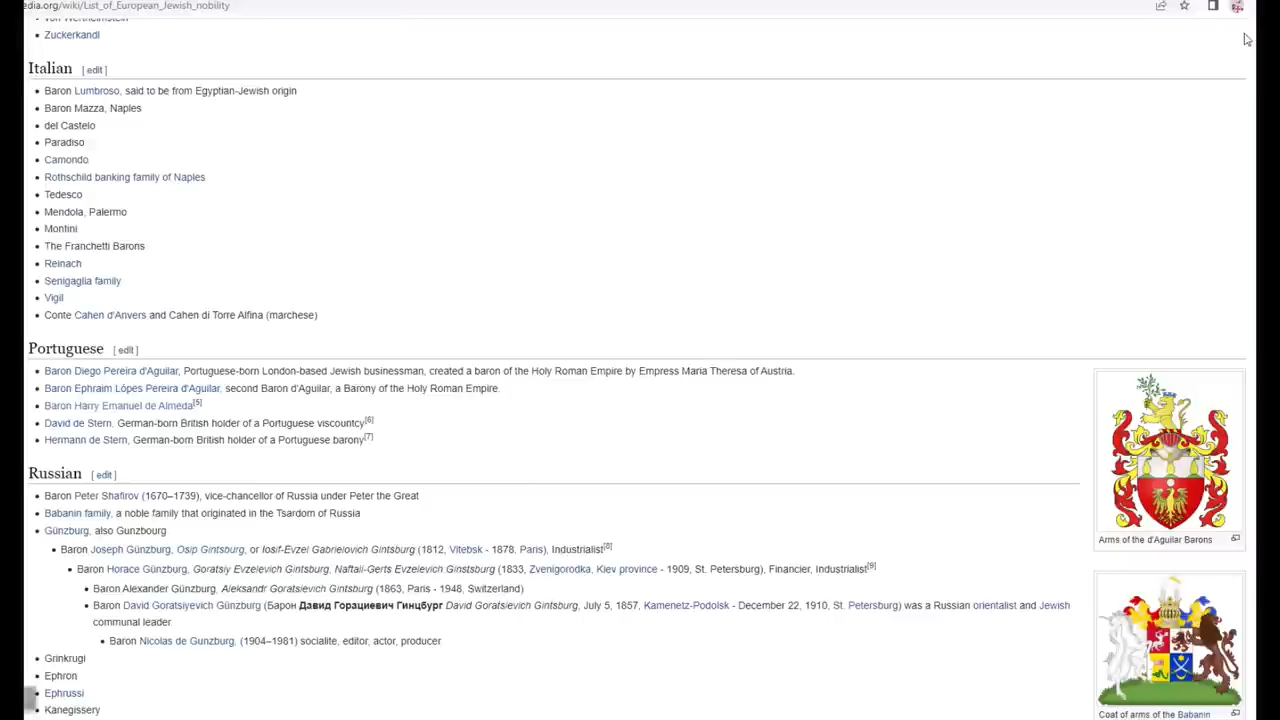 edia.org/wiki/List_of_European_Jewish_nobility
von Wertheimstein
Zuckerkandl
Italian [ edit ]
Baron Lumbroso, said to be from Egyptian-Jewish origin
Baron Mazza, Naples
del Castelo
Paradiso
Camondo
Rothschild banking family of Naples
Tedesco
Mendola, Palermo
Montini
The Franchetti Barons
Reinach
Senigaglia family
Vigil
Conte Cahen d'Anvers and Cahen di Torre Alfina (marchese)
Portuguese [ edit ]
Baron Diego Pereira d'Aguilar, Portuguese-born London-based Jewish businessman, created a baron of the Holy Roman Empire by Empress Maria Theresa of Austria.
Baron Ephraim Lópes Pereira d'Aguilar, second Baron d'Aguilar, a Barony of the Holy Roman Empire.
Baron Harry Emanuel de Almeda[5]
David de Stern, German-born British holder of a Portuguese viscountcy[6]
Hermann de Stern, German-born British holder of a Portuguese barony[7]
Arms of the d'Aguilar Barons
Russian [ edit ]
Baron Peter Shafirov (1670–1739), vice-chancellor of Russia under Peter the Great
Babanin family, a noble family that originated in the Tsardom of Russia
Günzburg, also Gunzbourg
Baron Joseph Günzburg, Osip Gintsburg, or Iosif-Evzel Gabrielovich Gintsburg (1812, Vitebsk - 1878, Paris), Industrialist[8]
Baron Horace Günzburg, Goratsiy Evzelevich Gintsburg, Naftali-Gerts Evzelevich Ginstsburg (1833, Zvenigorodka, Kiev province - 1909, St. Petersburg), Financier, Industrialist[9]
Baron Alexander Günzburg, Aleksandr Goratsievich Gintsburg (1863, Paris - 1948, Switzerland)
Baron David Goratsiyevich Günzburg (Барон Давид Горациевич Гинцбург David Goratsievich Gintsburg, July 5, 1857, Kamenetz-Podolsk - December 22, 1910, St. Petersburg) was a Russian orientalist and Jewish
communal leader
Baron Nicolas de Gunzburg, (1904–1981) socialite, editor, actor, producer
Grinkrugi
Ephron
Ephrussi
Kanegissery
Coat of arms of the Babanin